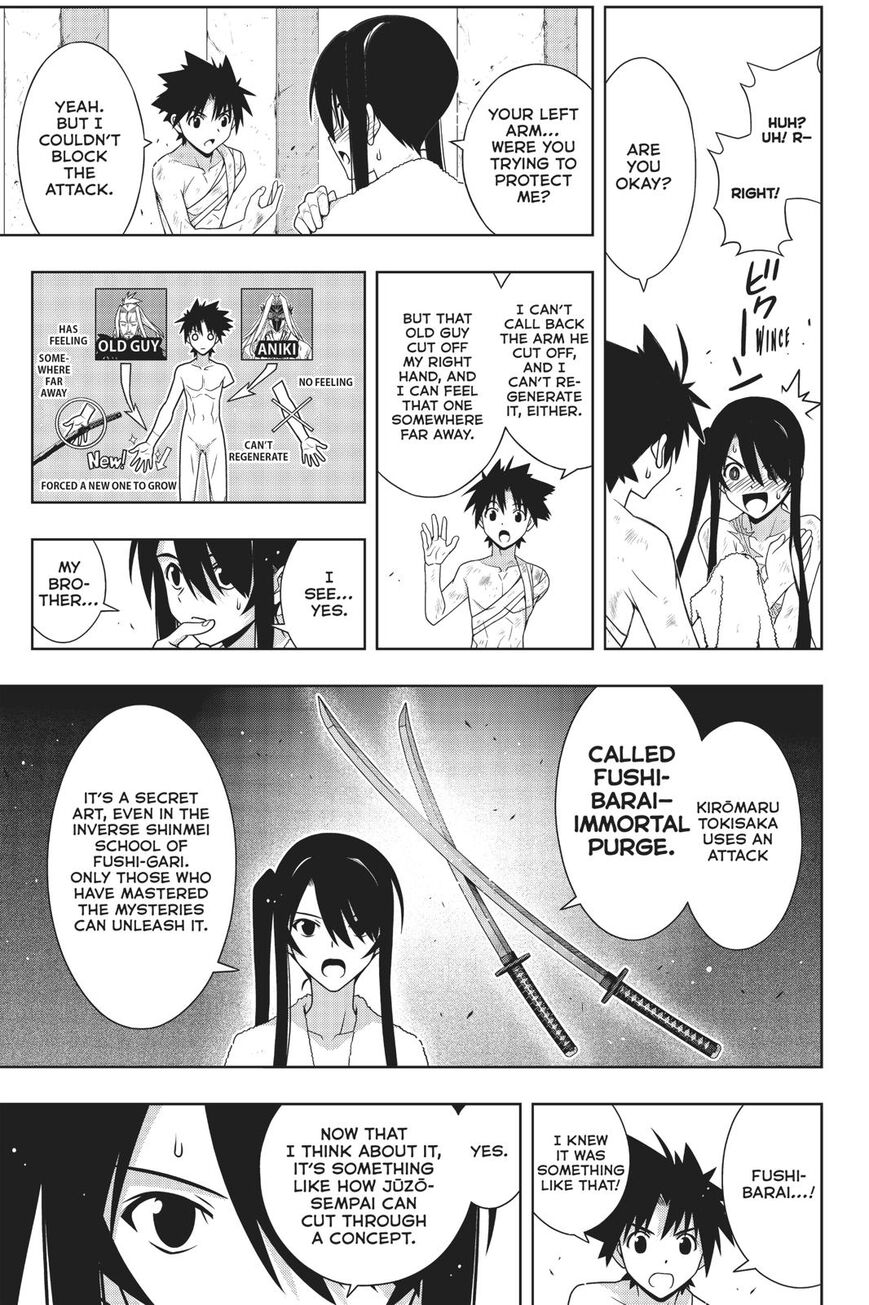 HUH?
UH! R–
RIGHT!
ARE
YOU
OKAY?
ビクーン
WINCE
YOUR LEFT
ARM...
WERE YOU
TRYING TO
PROTECT
ME?
YEAH.
BUT I
COULDN'T
BLOCK
THE
ATTACK.
I CAN'T
CALL BACK
THE ARM HE
CUT OFF,
AND I
CAN'T RE-
GENERATE
IT, EITHER.
BUT THAT
OLD GUY
CUT OFF
MY RIGHT
HAND, AND
I CAN FEEL
THAT ONE
SOMEWHERE
FAR AWAY.
HAS
FEELING
SOME-
WHERE
FAR
AWAY
OLD GUY
ANIKI
NO FEELING
CAN'T
REGENERATE
New!
FORCED A NEW ONE TO GROW
I
SEE...
YES.
MY
BRO-
THER...
KIRŌMARU
TOKISAKA
USES AN
ATTACK
CALLED
FUSHI-
BARAI—
IMMORTAL
PURGE.
IT'S A SECRET
ART, EVEN IN THE
INVERSE SHINMEI
SCHOOL OF
FUSHI-GARI.
ONLY THOSE WHO
HAVE MASTERED
THE MYSTERIES
CAN UNLEASH IT.
FUSHI-
BARAI...!
I KNEW
IT WAS
SOMETHING
LIKE THAT!
YES.
NOW THAT
I THINK ABOUT IT,
IT'S SOMETHING
LIKE HOW JŪZŌ-
SEMPAI CAN
CUT THROUGH
A CONCEPT.